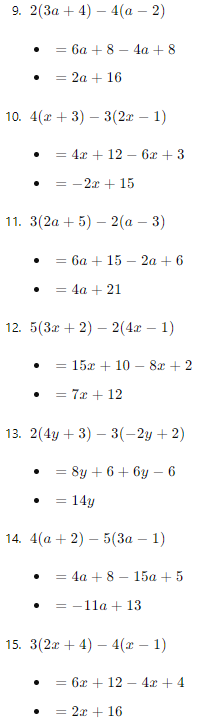 9. 2(3a + 4) − 4(a − 2)
• = 6a + 8 − 4a + 8
• = 2a + 16
10. 4(x + 3) − 3(2x − 1)
• = 4x + 12 − 6x + 3
• = −2x + 15
11. 3(2a + 5) − 2(a − 3)
• = 6a + 15 − 2a + 6
• = 4a + 21
12. 5(3x + 2) − 2(4x − 1)
• = 15x + 10 − 8x + 2
• = 7x + 12
13. 2(4y + 3) − 3(−2y + 2)
• = 8y + 6 + 6y − 6
• = 14y
14. 4(a + 2) − 5(3a − 1)
• = 4a + 8 − 15a + 5
• = −11a + 13
15. 3(2x + 4) − 4(x − 1)
• = 6x + 12 − 4x + 4
• = 2x + 16